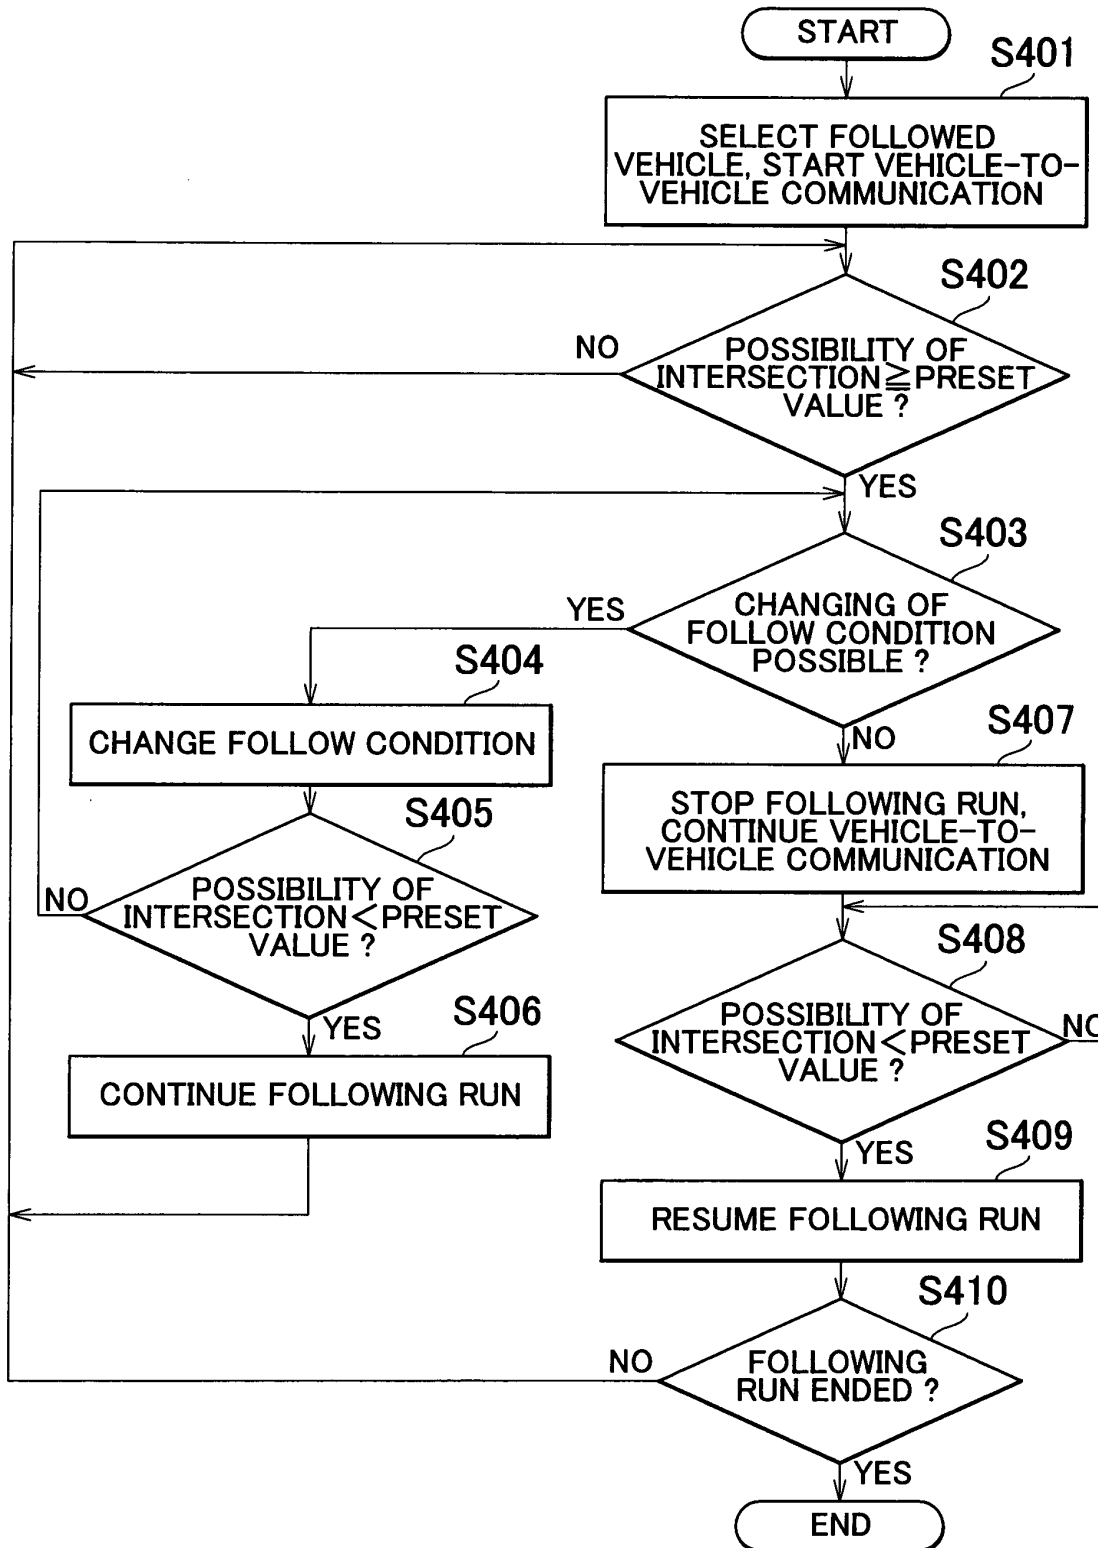 START
S401
SELECT FOLLOWED
VEHICLE, START VEHICLE-TO-
VEHICLE COMMUNICATION
S402
NO
POSSIBILITY OF
INTERSECTION≧PRESET
VALUE ?
YES
S403
YES
CHANGING OF
FOLLOW CONDITION
POSSIBLE ?
S404
CHANGE FOLLOW CONDITION
NO
S407
STOP FOLLOWING RUN,
CONTINUE VEHICLE-TO-
VEHICLE COMMUNICATION
S405
NO
POSSIBILITY OF
INTERSECTION<PRESET
VALUE ?
YES
S408
POSSIBILITY OF
INTERSECTION<PRESET
VALUE ?
NO
S406
CONTINUE FOLLOWING RUN
YES
S409
RESUME FOLLOWING RUN
S410
NO
FOLLOWING
RUN ENDED ?
YES
END